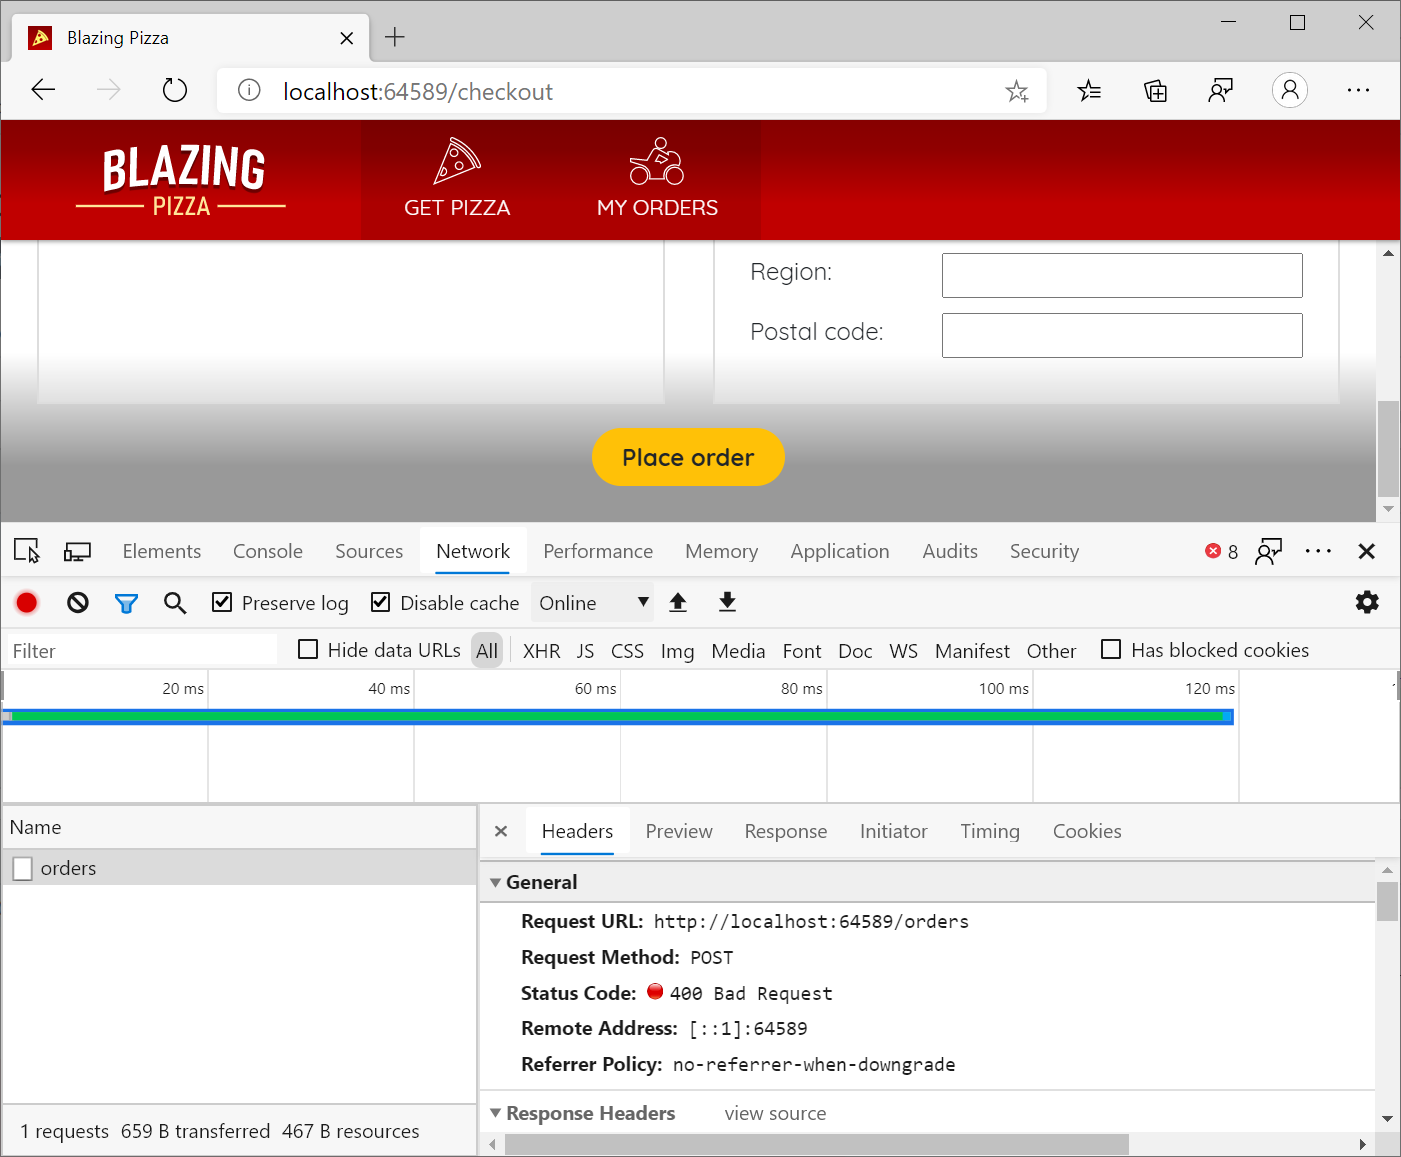 Blazing Pizza
localhost:64589/checkout
BLAZING
PIZZA
GET PIZZA
MY ORDERS
Region:
Postal code:
Place order
Elements Console Sources Network Performance Memory Application Audits Security 8
Preserve log Disable cache Online
Filter Hide data URLs All XHR JS CSS Img Media Font Doc WS Manifest Other Has blocked cookies
20 ms 40 ms 60 ms 80 ms 100 ms 120 ms
Name
orders
1 requests 659 B transferred 467 B resources
Headers Preview Response Initiator Timing Cookies
General
Request URL: http://localhost:64589/orders
Request Method: POST
Status Code: 400 Bad Request
Remote Address: [::1]:64589
Referrer Policy: no-referrer-when-downgrade
Response Headers view source